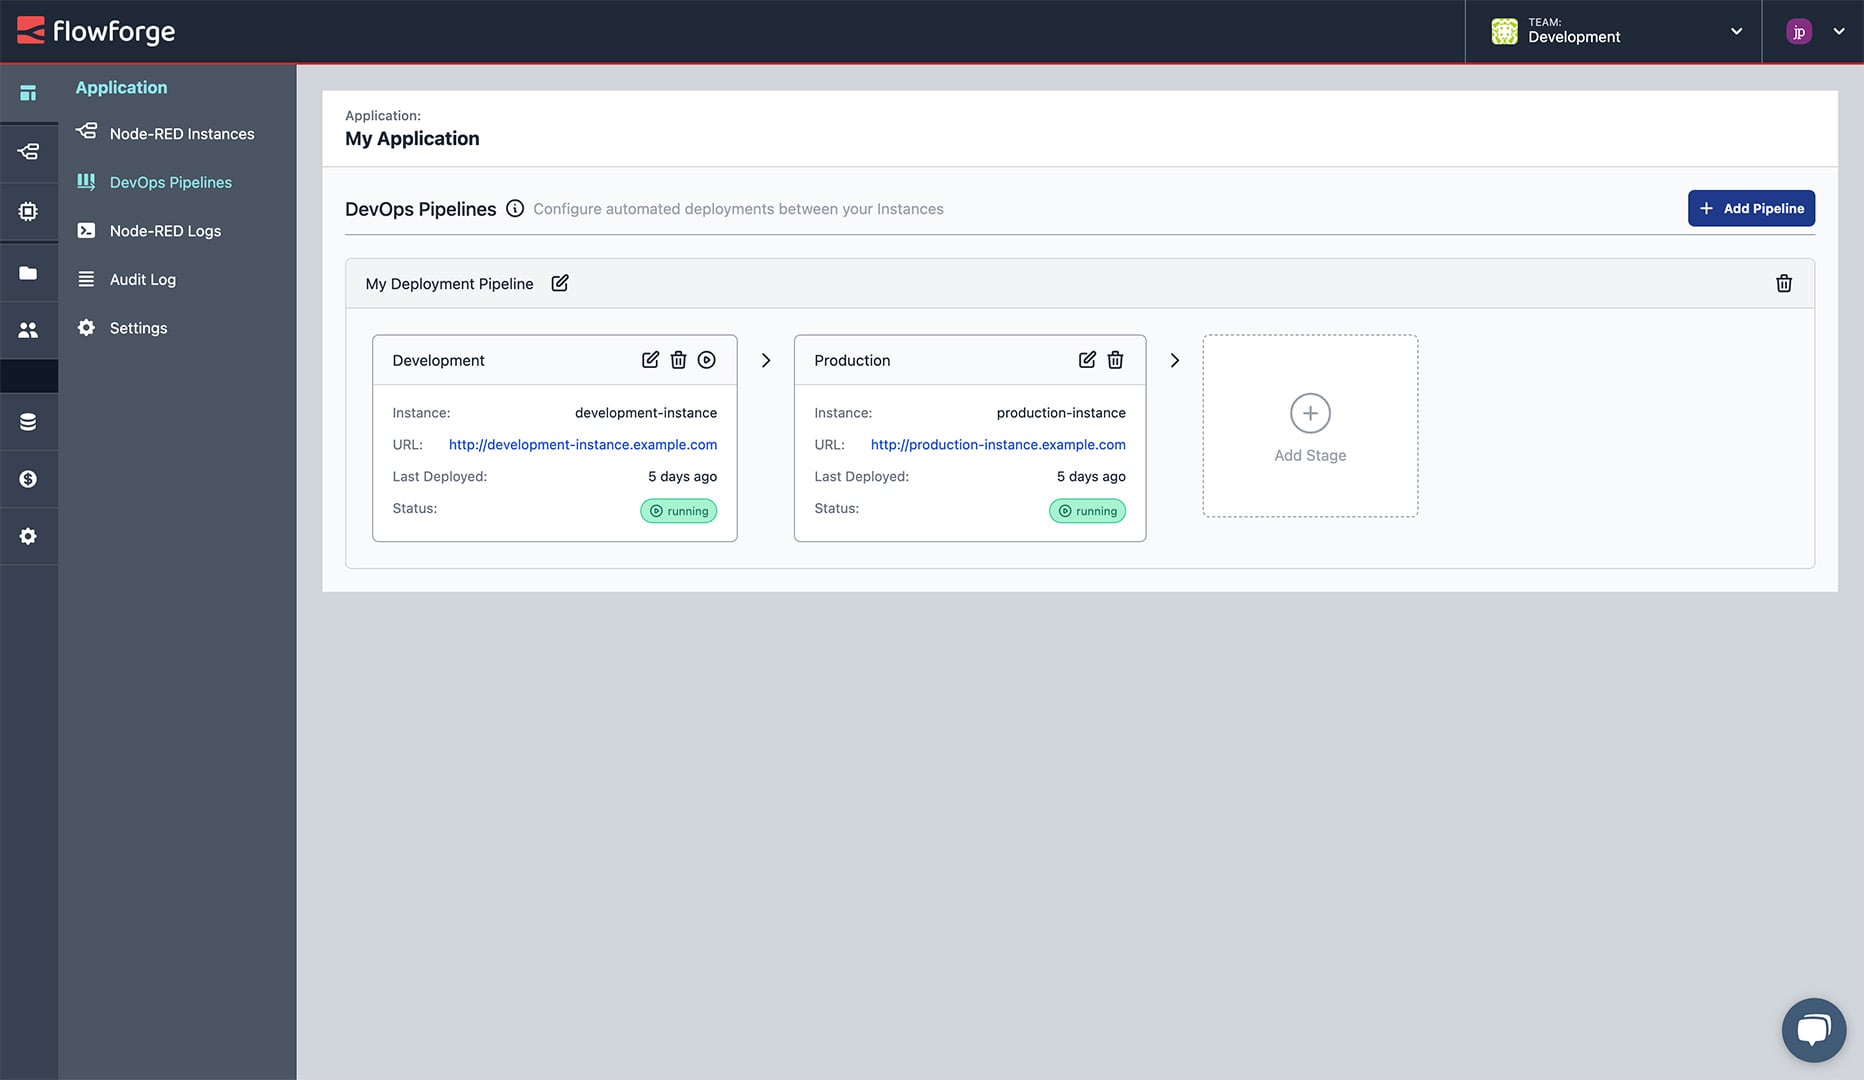 flowforge
TEAM:
Development
jp
Application
Node-RED Instances
DevOps Pipelines
Node-RED Logs
Audit Log
Settings
Application:
My Application
DevOps Pipelines Configure automated deployments between your Instances
Add Pipeline
My Deployment Pipeline
Development
Instance: development-instance
URL: http://development-instance.example.com
Last Deployed: 5 days ago
Status: running
Production
Instance: production-instance
URL: http://production-instance.example.com
Last Deployed: 5 days ago
Status: running
Add Stage